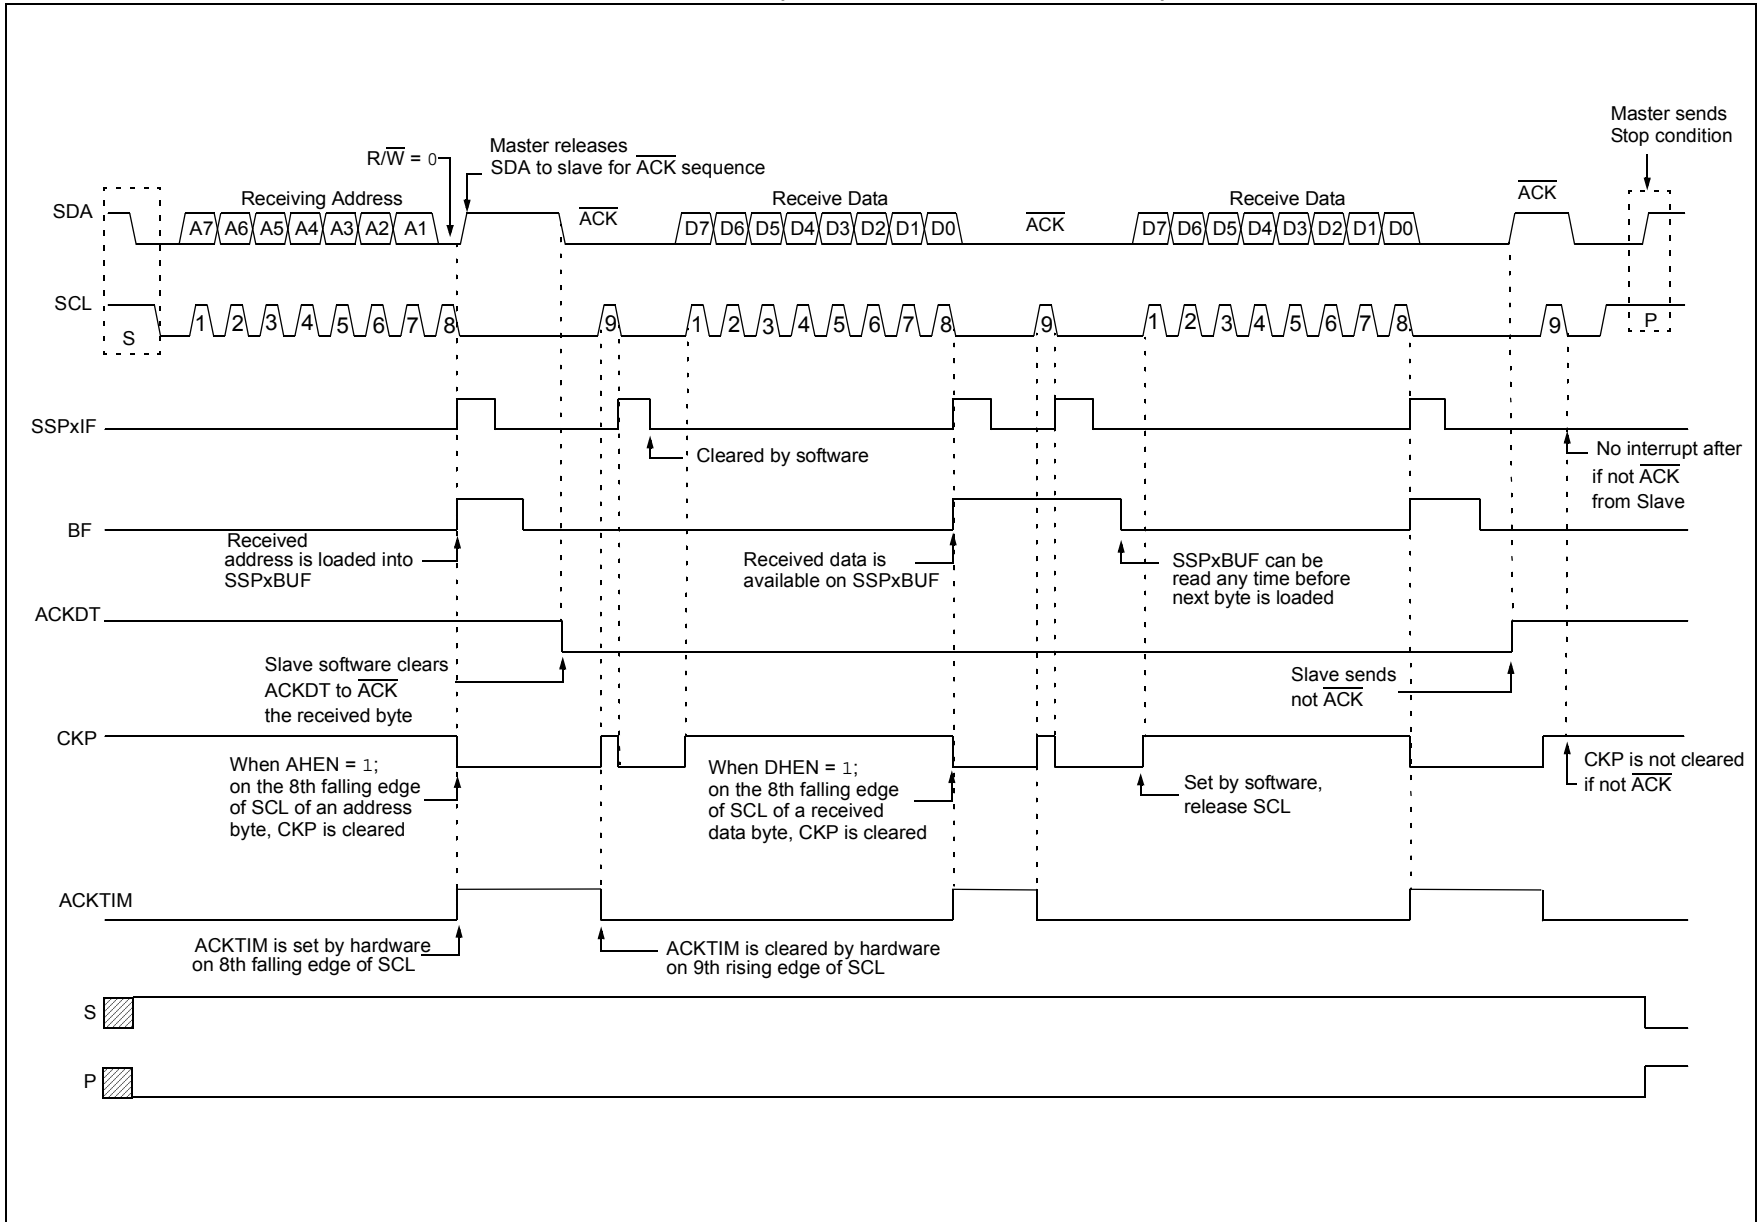 Master sends
Stop condition
R/W̅ = 0
Master releases
SDA to slave for A̅C̅K̅ sequence
SDA
Receiving Address
A7 A6 A5 A4 A3 A2 A1
A̅C̅K̅
Receive Data
D7 D6 D5 D4 D3 D2 D1 D0
A̅C̅K̅
Receive Data
D7 D6 D5 D4 D3 D2 D1 D0
A̅C̅K̅
SCL
S
1 2 3 4 5 6 7 8
9
1 2 3 4 5 6 7 8
9
1 2 3 4 5 6 7 8
9
P
SSPxIF
Cleared by software
No interrupt after
if not A̅C̅K̅
from Slave
BF
Received
address is loaded into
SSPxBUF
Received data is
available on SSPxBUF
SSPxBUF can be
read any time before
next byte is loaded
ACKDT
Slave software clears
ACKDT to A̅C̅K̅
the received byte
Slave sends
not A̅C̅K̅
CKP
When AHEN = 1;
on the 8th falling edge
of SCL of an address
byte, CKP is cleared
When DHEN = 1;
on the 8th falling edge
of SCL of a received
data byte, CKP is cleared
Set by software,
release SCL
CKP is not cleared
if not A̅C̅K̅
ACKTIM
ACKTIM is set by hardware
on 8th falling edge of SCL
ACKTIM is cleared by hardware
on 9th rising edge of SCL
S
P